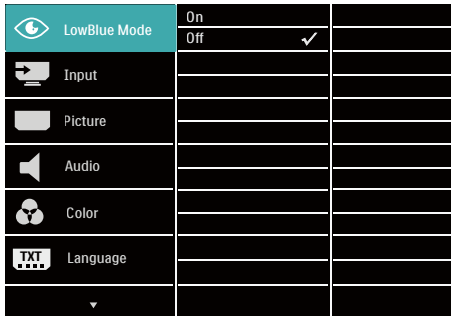 LowBlue Mode
On
Off
Input
Picture
Audio
Color
TXT
Language